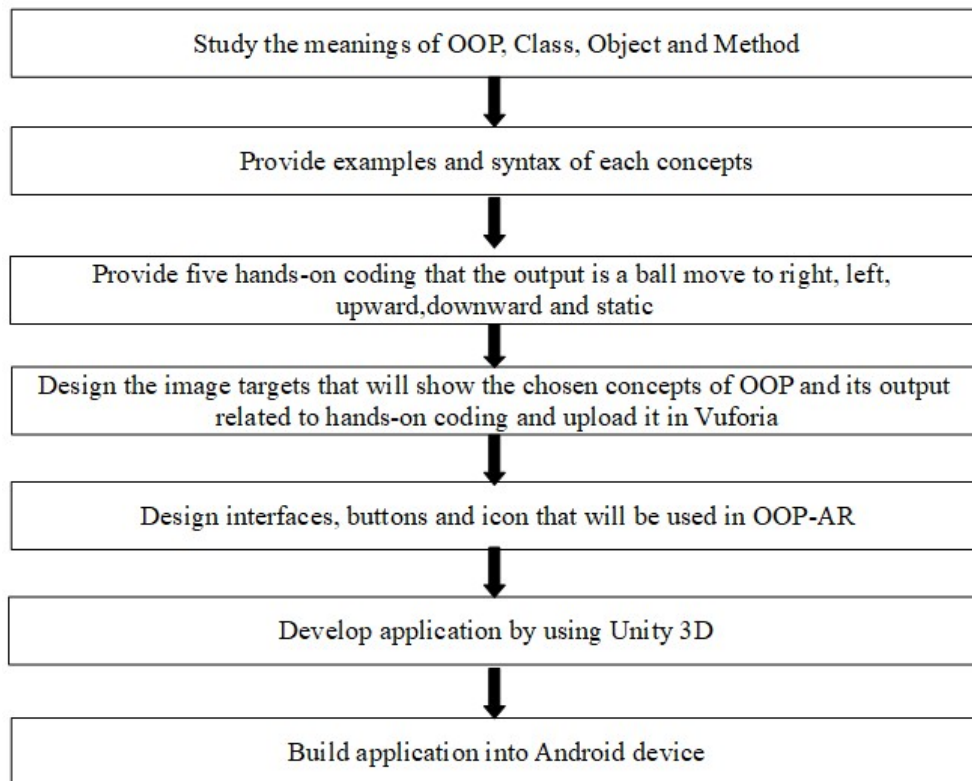 Study the meanings of OOP, Class, Object and Method
Provide examples and syntax of each concepts
Provide five hands-on coding that the output is a ball move to right, left,
upward,downward and static
Design the image targets that will show the chosen concepts of OOP and its output
related to hands-on coding and upload it in Vuforia
Design interfaces, buttons and icon that will be used in OOP-AR
Develop application by using Unity 3D
Build application into Android device